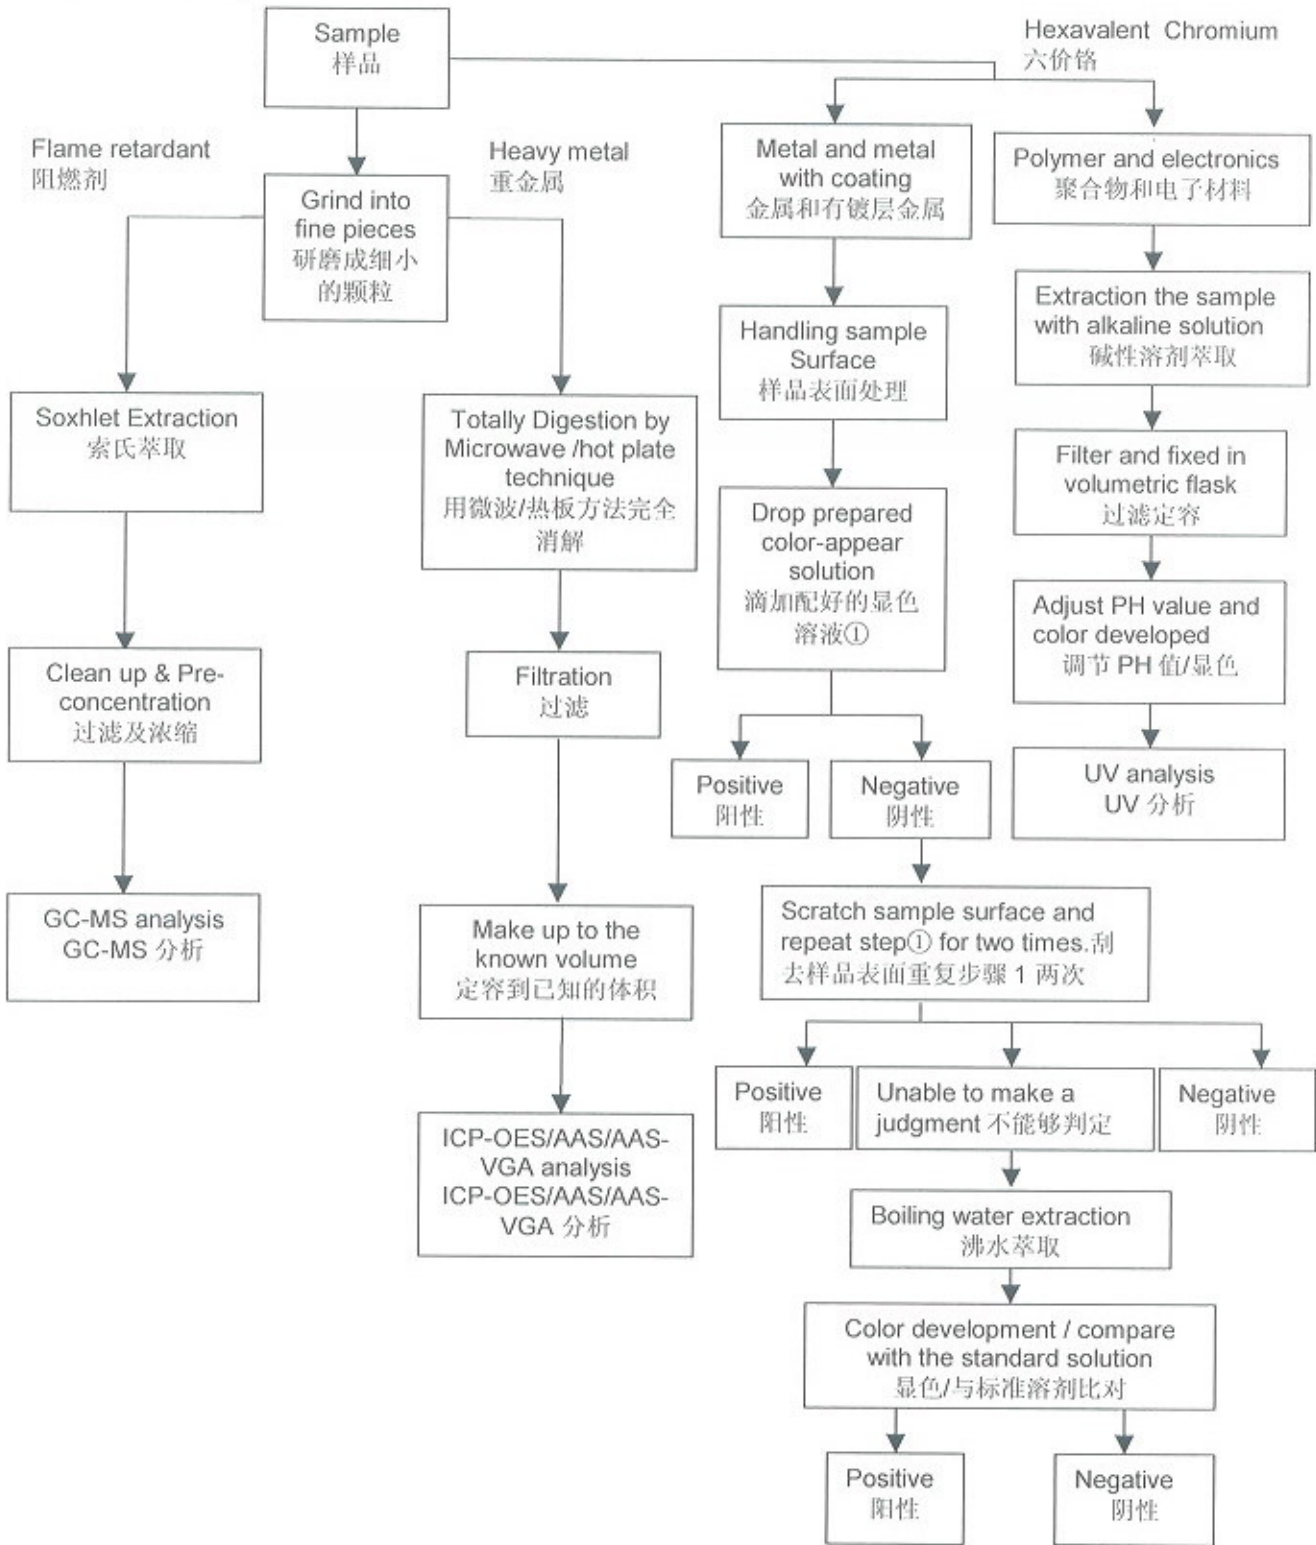 Sample
样品
Hexavalent Chromium
六价铬
Flame retardant
阻燃剂
Heavy metal
重金属
Grind into
fine pieces
研磨成细小
的颗粒
Metal and metal
with coating
金属和有镀层金属
Polymer and electronics
聚合物和电子材料
Soxhlet Extraction
索氏萃取
Clean up & Pre-
concentration
过滤及浓缩
GC-MS analysis
GC-MS 分析
Totally Digestion by
Microwave /hot plate
technique
用微波/热板方法完全
消解
Filtration
过滤
Make up to the
known volume
定容到已知的体积
ICP-OES/AAS/AAS-
VGA analysis
ICP-OES/AAS/AAS-
VGA 分析
Handling sample
Surface
样品表面处理
Drop prepared
color-appear
solution
滴加配好的显色
溶液①
Positive
阳性
Negative
阴性
Scratch sample surface and
repeat step① for two times.刮
去样品表面重复步骤 1 两次
Positive
阳性
Unable to make a
judgment 不能够判定
Negative
阴性
Boiling water extraction
沸水萃取
Color development / compare
with the standard solution
显色/与标准溶剂比对
Positive
阳性
Negative
阴性
Extraction the sample
with alkaline solution
碱性溶剂萃取
Filter and fixed in
volumetric flask
过滤定容
Adjust PH value and
color developed
调节 PH 值/显色
UV analysis
UV 分析